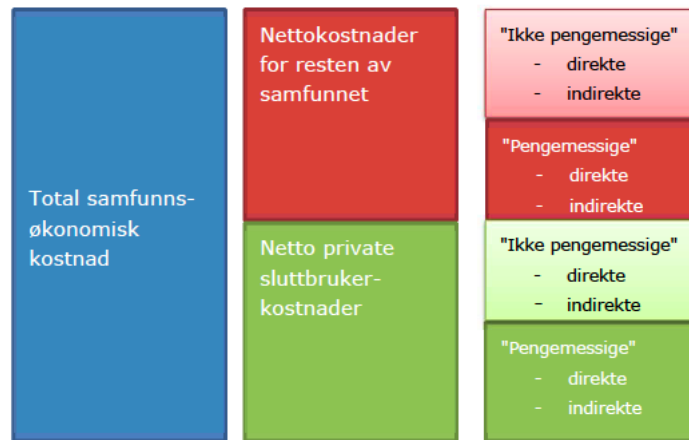 Total samfunns-
økonomisk
kostnad
Nettokostnader
for resten av
samfunnet
Netto private
sluttbruker-
kostnader
"Ikke pengemessige"
- direkte
- indirekte
"Pengemessige"
- direkte
- indirekte
"Ikke pengemessige"
- direkte
- indirekte
"Pengemessige"
- direkte
- indirekte